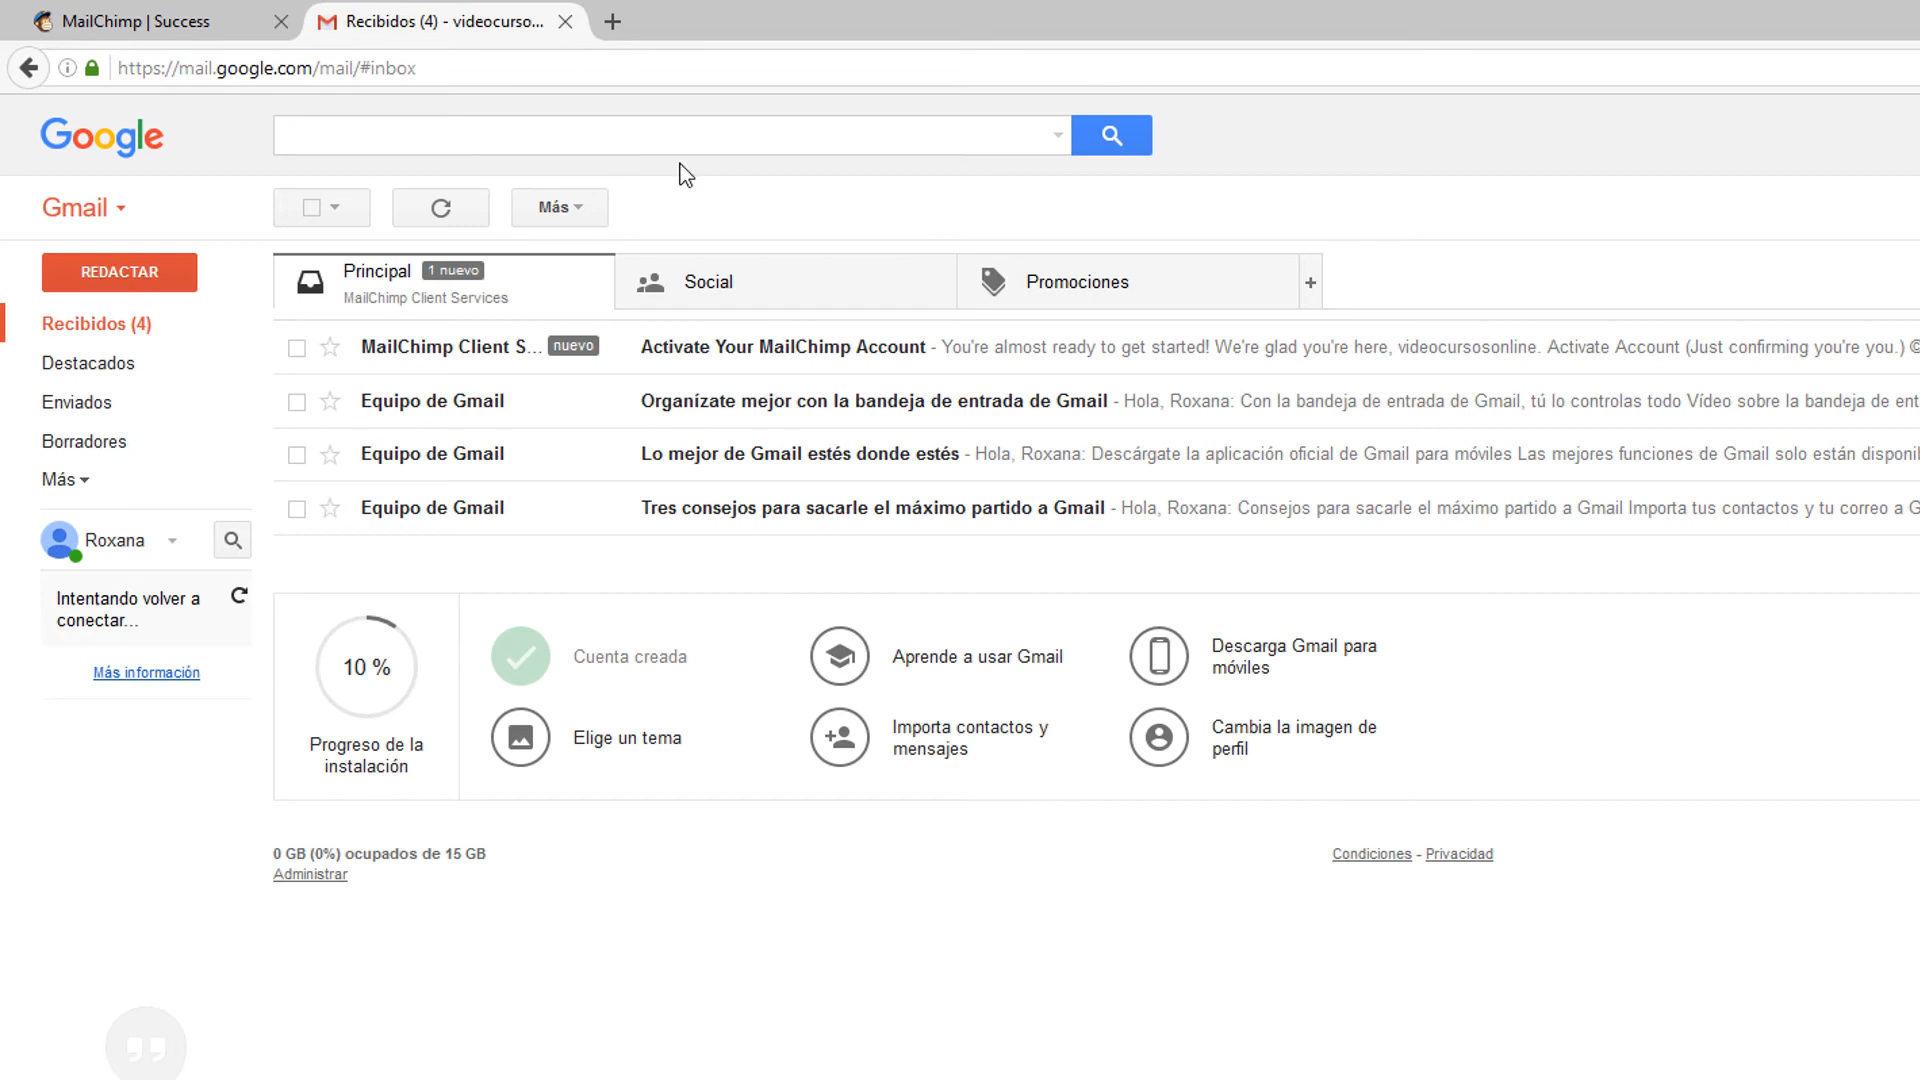 MailChimp | Success
Recibidos (4) - videocurso...
https://mail.google.com/mail/#inbox
Google
Gmail
Más
REDACTAR
Principal 1 nuevo
MailChimp Client Services
Social
Promociones
+
Recibidos (4)
Destacados
Enviados
Borradores
Más
MailChimp Client S... nuevo Activate Your MailChimp Account - You're almost ready to get started! We're glad you're here, videocursosonline. Activate Account (Just confirming you're you.) ©
Equipo de Gmail Organízate mejor con la bandeja de entrada de Gmail - Hola, Roxana: Con la bandeja de entrada de Gmail, tú lo controlas todo Vídeo sobre la bandeja de ent
Equipo de Gmail Lo mejor de Gmail estés donde estés - Hola, Roxana: Descárgate la aplicación oficial de Gmail para móviles Las mejores funciones de Gmail solo están disponib
Equipo de Gmail Tres consejos para sacarle el máximo partido a Gmail - Hola, Roxana: Consejos para sacarle el máximo partido a Gmail Importa tus contactos y tu correo a G
Roxana
Intentando volver a
conectar...
Más información
10 %
Progreso de la
instalación
Cuenta creada
Aprende a usar Gmail
Descarga Gmail para
móviles
Elige un tema
Importa contactos y
mensajes
Cambia la imagen de
perfil
0 GB (0%) ocupados de 15 GB
Administrar
Condiciones - Privacidad